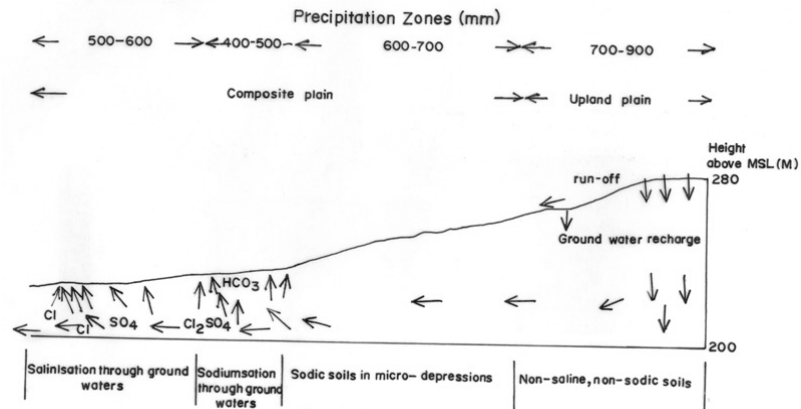 Precipitation Zones (mm)
500-600
400-500
600-700
700-900
Composite plain
Upland plain
Height
above MSL(M)
280
run-off
Ground water recharge
HCO3
Cl
Cl
SO4
Cl2SO4
200
Salinisation through ground
waters
Sodiumsation
through ground
waters
Sodic soils in micro-depressions
Non-saline, non-sodic soils